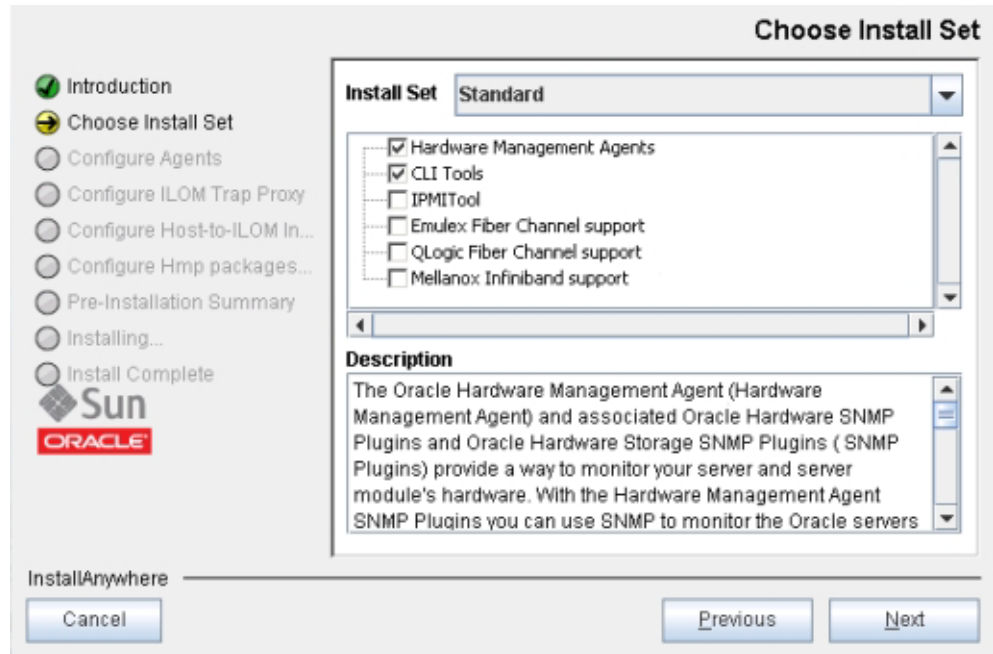 Choose Install Set
Introduction
Choose Install Set
Configure Agents
Configure ILOM Trap Proxy
Configure Host-to-ILOM In...
Configure Hmp packages...
Pre-Installation Summary
Installing...
Install Complete
Sun
ORACLE
Install Set Standard
Hardware Management Agents
CLI Tools
IPMITool
Emulex Fiber Channel support
QLogic Fiber Channel support
Mellanox Infiniband support
Description
The Oracle Hardware Management Agent (Hardware
Management Agent) and associated Oracle Hardware SNMP
Plugins and Oracle Hardware Storage SNMP Plugins ( SNMP
Plugins) provide a way to monitor your server and server
module's hardware. With the Hardware Management Agent
SNMP Plugins you can use SNMP to monitor the Oracle servers
InstallAnywhere
Cancel
Previous
Next